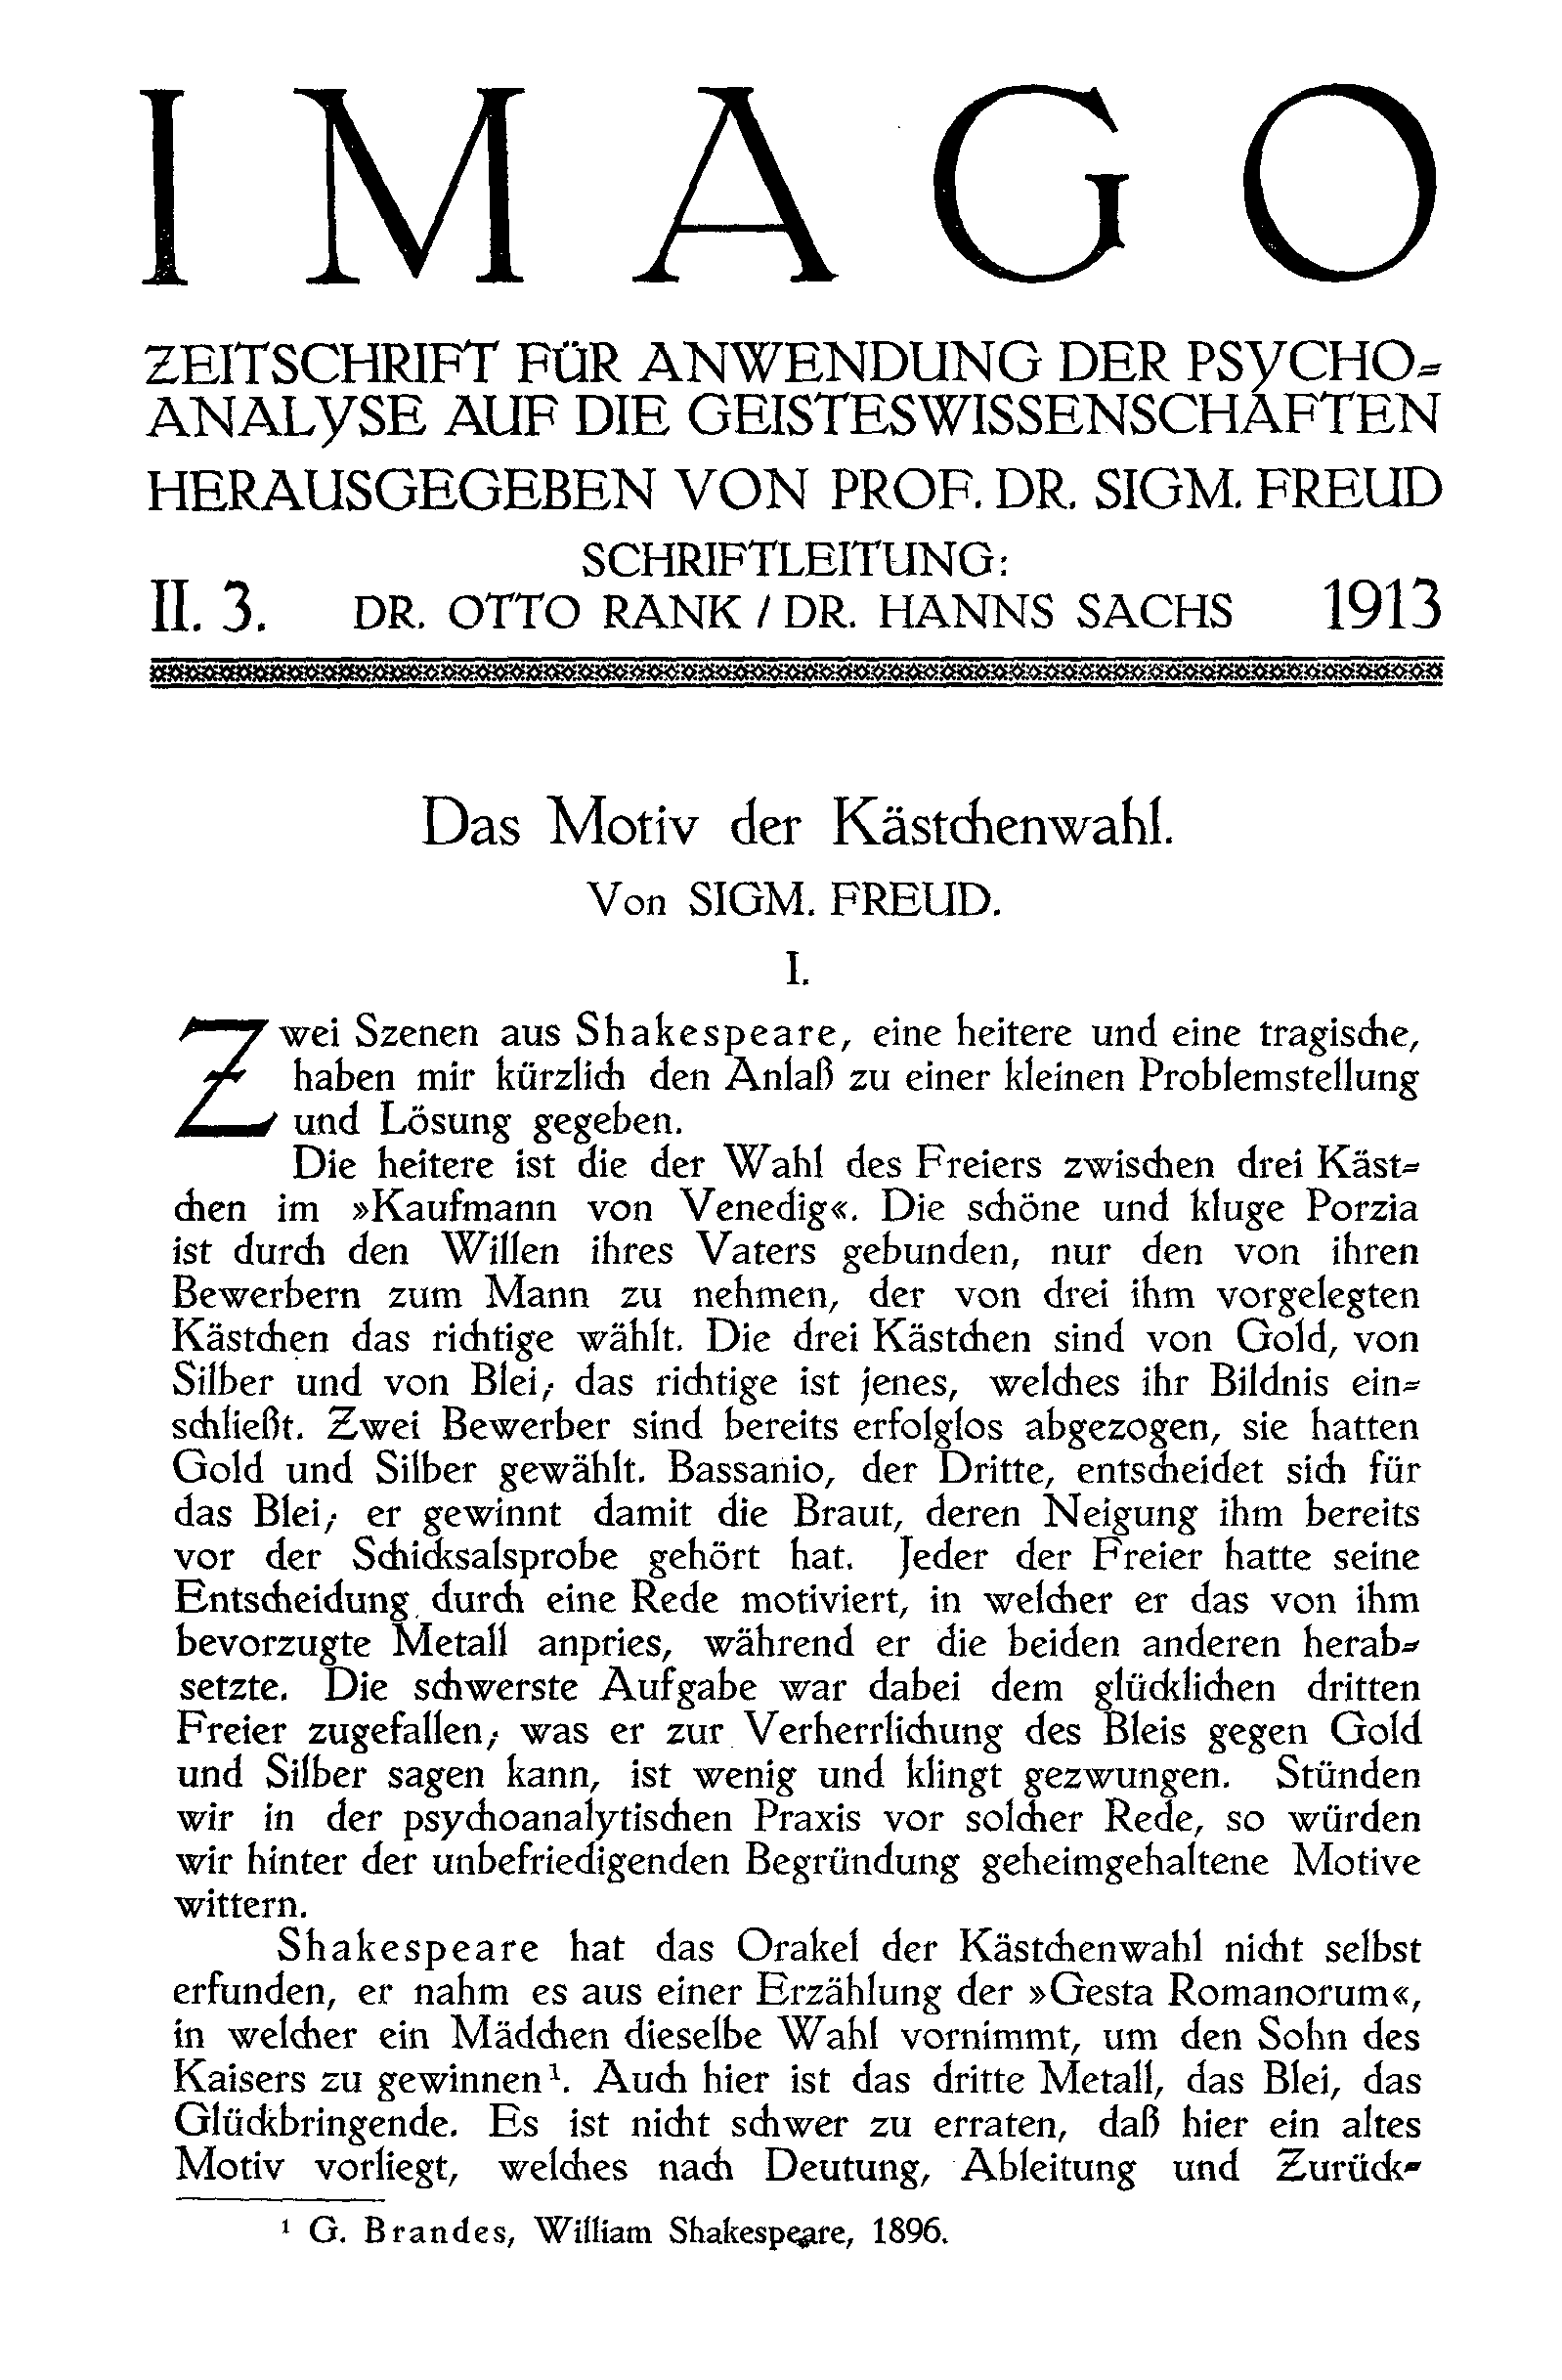 IMAGO
ZEITSCHRIFT FÜR ANWENDUNG DER PSYCHO-
ANALYSE AUF DIE GEISTESWISSENSCHAFTEN
HERAUSGEGEBEN VON PROF. DR. SIGM. FREUD
SCHRIFTLEITUNG:
II. 3. DR. OTTO RANK / DR. HANNS SACHS 1913
Das Motiv der Kästchenwahl.
Von SIGM. FREUD.
I.
Zwei Szenen aus Shakespeare, eine heitere und eine tragische,
haben mir kürzlich den Anlaß zu einer kleinen Problemstellung
und Lösung gegeben.
Die heitere ist die der Wahl des Freiers zwischen drei Käst-
chen im »Kaufmann von Venedig«. Die schöne und kluge Porzia
ist durch den Willen ihres Vaters gebunden, nur den von ihren
Bewerbern zum Mann zu nehmen, der von drei ihm vorgelegten
Kästchen das richtige wählt. Die drei Kästchen sind von Gold, von
Silber und von Blei; das richtige ist jenes, welches ihr Bildnis ein-
schließt. Zwei Bewerber sind bereits erfolglos abgezogen, sie hatten
Gold und Silber gewählt. Bassanio, der Dritte, entscheidet sich für
das Blei; er gewinnt damit die Braut, deren Neigung ihm bereits
vor der Schicksalsprobe gehört hat. Jeder der Freier hatte seine
Entscheidung durch eine Rede motiviert, in welcher er das von ihm
bevorzugte Metall anpries, während er die beiden anderen herab-
setzte. Die schwerste Aufgabe war dabei dem glücklichen dritten
Freier zugefallen; was er zur Verherrlichung des Bleis gegen Gold
und Silber sagen kann, ist wenig und klingt gezwungen. Stünden
wir in der psychoanalytischen Praxis vor solcher Rede, so würden
wir hinter der unbefriedigenden Begründung geheimgehaltene Motive
wittern.
Shakespeare hat das Orakel der Kästchenwahl nicht selbst
erfunden, er nahm es aus einer Erzählung der »Gesta Romanorum«,
in welcher ein Mädchen dieselbe Wahl vornimmt, um den Sohn des
Kaisers zu gewinnen¹. Auch hier ist das dritte Metall, das Blei, das
Glückbringende. Es ist nicht schwer zu erraten, daß hier ein altes
Motiv vorliegt, welches nach Deutung, Ableitung und Zurück-
¹ G. Brandes, William Shakespeare, 1896.